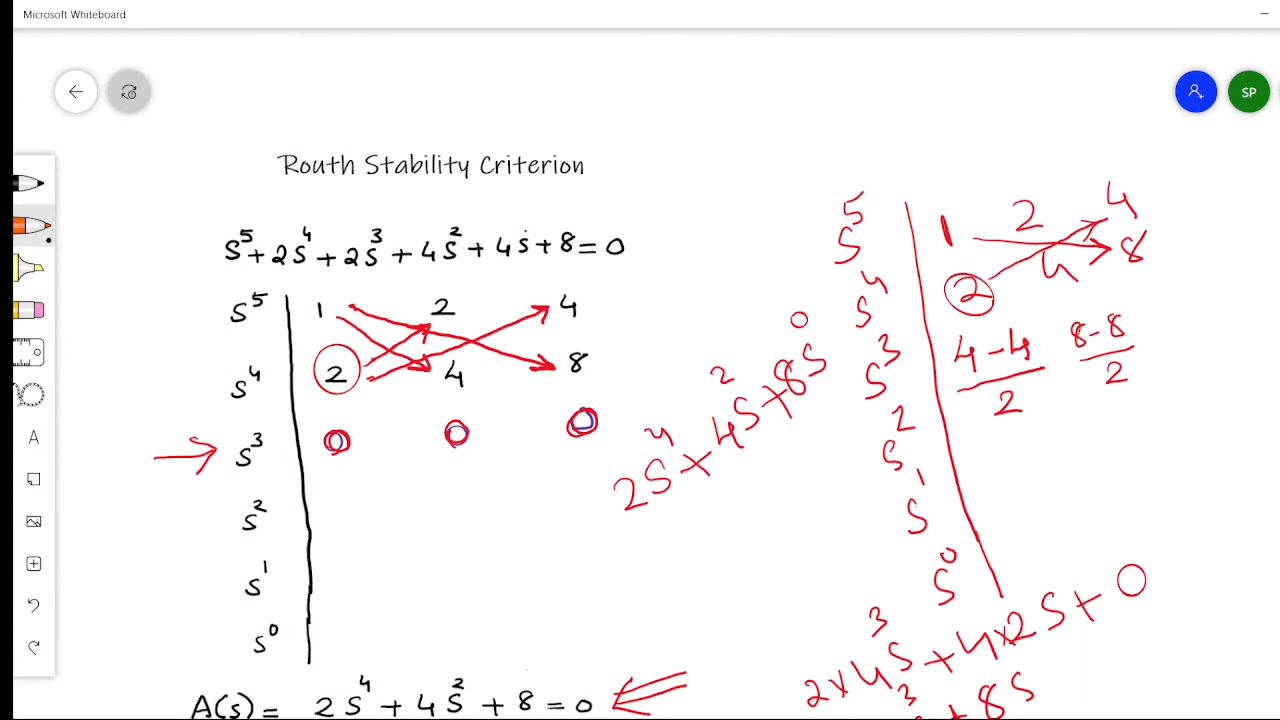 Microsoft Whiteboard
SP
Routh Stability Criterion
S⁵ + 2S⁴ + 2S³ + 4S² + 4S + 8 = 0
S⁵ 1 2 4
S⁴ 2 4 8
S³ 0 0 0
S²
S¹
S⁰
A(s) = 2S⁴ + 4S² + 8 = 0
2S⁴ + 4S² + 8S⁰
S⁵ 1 2 4
S⁴ 2 4 8
S³ 4-4/2 8-8/2
S²
S¹
S⁰
2×4S³ + 4×2S + 0
³ + 8S
A